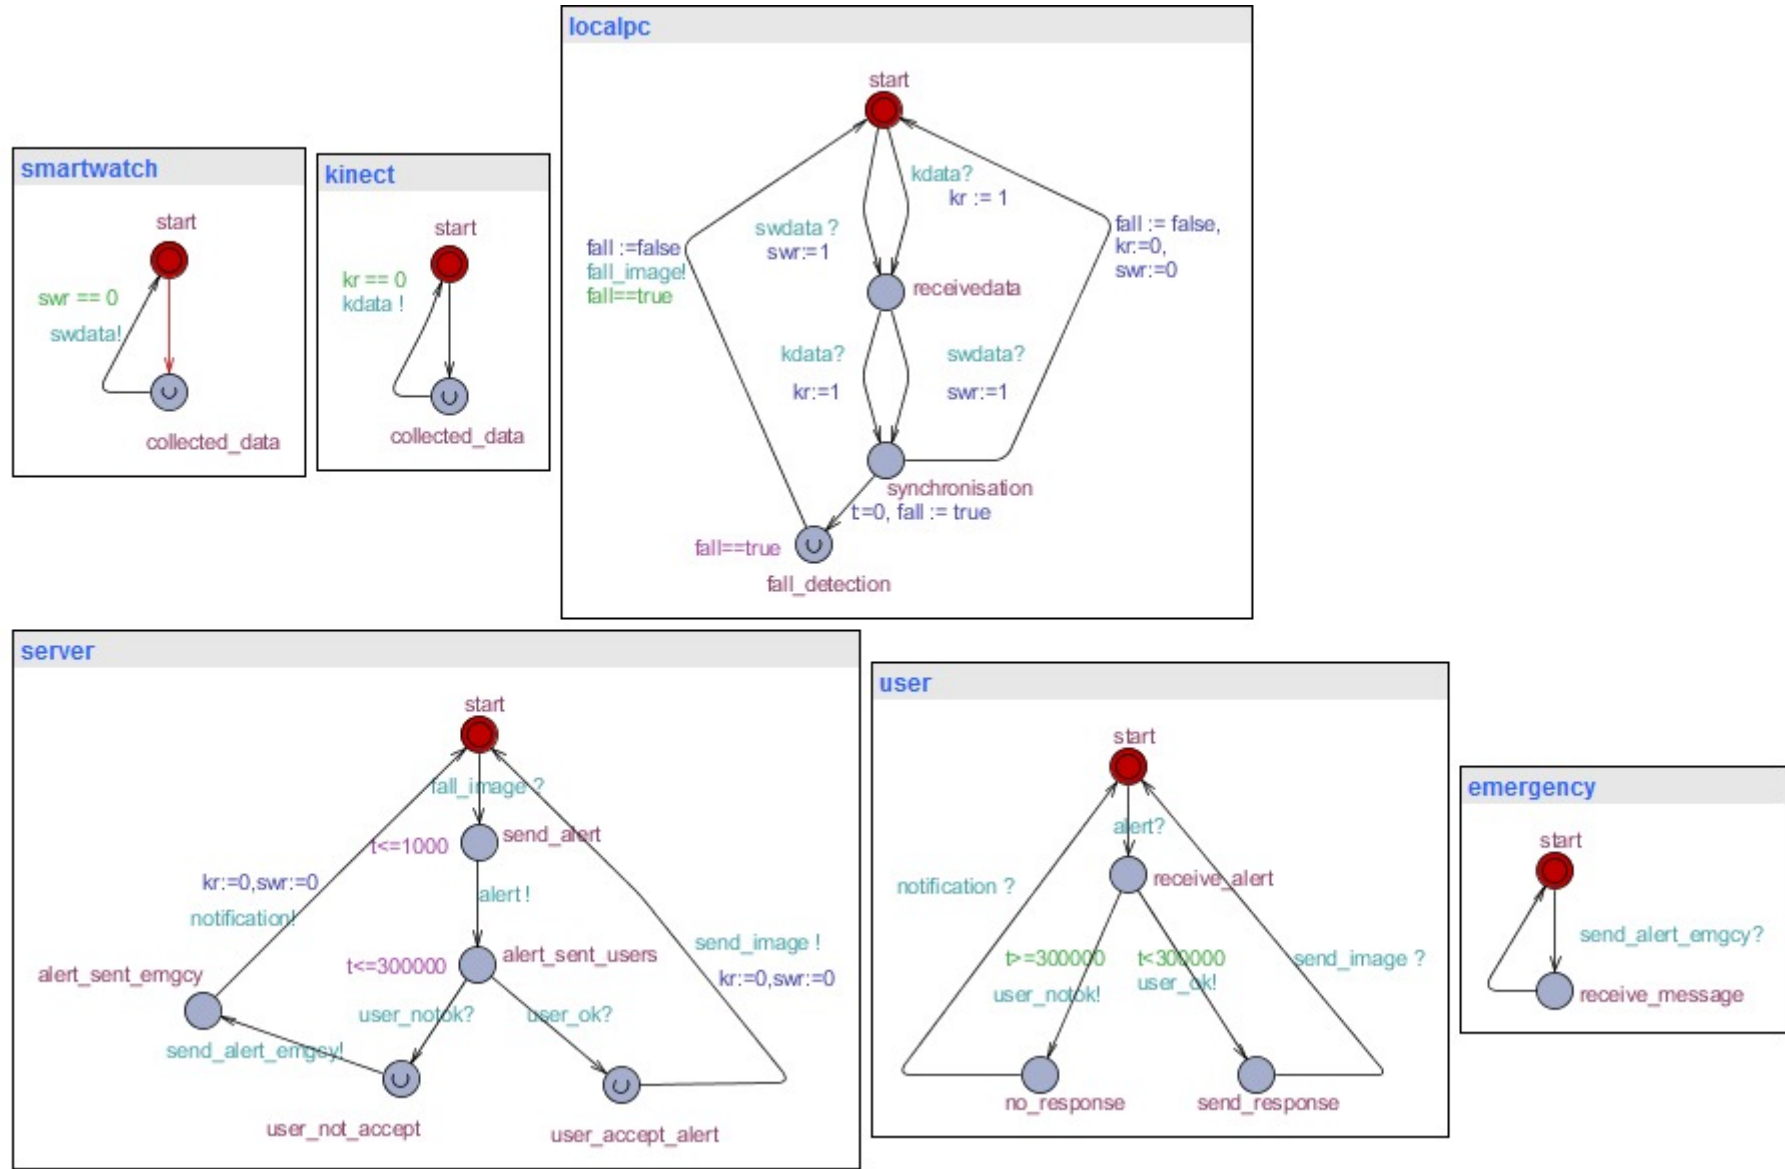 localpc
start
kdata?
kr := 1
swdata ?
swr:=1
fall :=false
fall_image!
fall==true
fall := false,
kr:=0,
swr:=0
receivedata
kdata?
kr:=1
swdata?
swr:=1
synchronisation
t=0, fall := true
fall==true
fall_detection
smartwatch
start
swr == 0
swdata!
collected_data
kinect
start
kr == 0
kdata !
collected_data
server
start
fall_image ?
t<=1000
send_alert
kr:=0,swr:=0
notification!
alert !
t<=300000
alert_sent_users
send_image !
kr:=0,swr:=0
alert_sent_emgcy
user_notok?
user_ok?
send_alert_emgcy!
user_not_accept
user_accept_alert
user
start
alert?
notification ?
receive_alert
t>=300000
user_notok!
t<300000
user_ok!
send_image ?
no_response
send_response
emergency
start
send_alert_emgcy?
receive_message